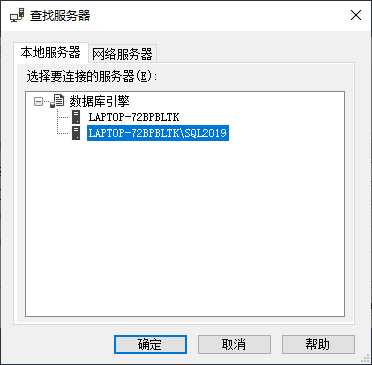 查找服务器
本地服务器 网络服务器
选择要连接的服务器(E):
数据库引擎
LAPTOP-72BPBLTK
LAPTOP-72BPBLTK\SQL2019
确定 取消 帮助